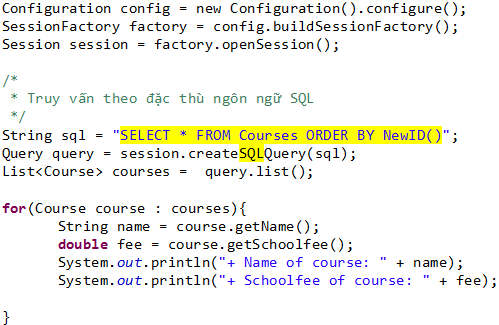 Configuration config = new Configuration().configure();
SessionFactory factory = config.buildSessionFactory();
Session session = factory.openSession();
/*
* Truy vấn theo đặc thù ngôn ngữ SQL
*/
String sql = "SELECT * FROM Courses ORDER BY NewID()";
Query query = session.createSQLQuery(sql);
List<Course> courses =  query.list();
for(Course course : courses){
String name = course.getName();
double fee = course.getSchoolfee();
System.out.println("+ Name of course: " + name);
System.out.println("+ Schoolfee of course: " + fee);
}